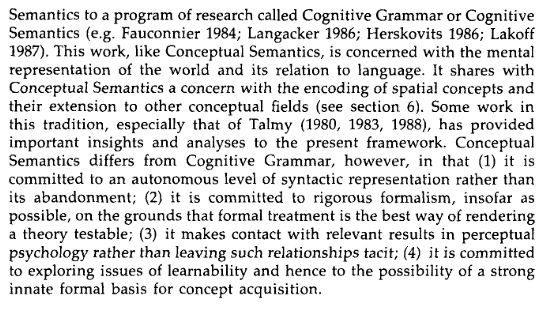 Semantics to a program of research called Cognitive Grammar or Cognitive
Semantics (e.g. Fauconnier 1984; Langacker 1986; Herskovits 1986; Lakoff
1987). This work, like Conceptual Semantics, is concerned with the mental
representation of the world and its relation to language. It shares with
Conceptual Semantics a concern with the encoding of spatial concepts and
their extension to other conceptual fields (see section 6). Some work in
this tradition, especially that of Talmy (1980, 1983, 1988), has provided
important insights and analyses to the present framework. Conceptual
Semantics differs from Cognitive Grammar, however, in that (1) it is
committed to an autonomous level of syntactic representation rather than
its abandonment; (2) it is committed to rigorous formalism, insofar as
possible, on the grounds that formal treatment is the best way of rendering
a theory testable; (3) it makes contact with relevant results in perceptual
psychology rather than leaving such relationships tacit; (4) it is committed
to exploring issues of learnability and hence to the possibility of a strong
innate formal basis for concept acquisition.